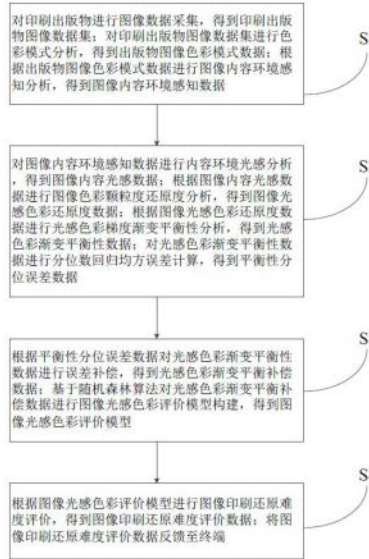 对印刷出版物进行图像数据采集，得到印刷出版
物图像数据集；对印刷出版物图像数据集进行色
彩模式分析，得到出版物图像色彩模式数据；根
据出版物图像色彩模式数据进行图像内容环境感
知分析，得到图像内容环境感知数据
S
对图像内容环境感知数据进行内容环境光感分析
，得到图像内容光感数据；根据图像内容光感数
据进行图像色彩颗粒度还原度分析，得到图像光
感色彩还原度数据；根据图像光感色彩还原度数
据进行光感色彩梯度渐变平衡性分析，得到光感
色彩渐变平衡性数据；对光感色彩渐变平衡性数
据进行分位数回归均方误差计算，得到平衡性分
位误差数据
S
根据平衡性分位误差数据对光感色彩渐变平衡性
数据进行误差补偿，得到光感色彩渐变平衡补偿
数据；基于随机森林算法对光感色彩渐变平衡补
偿数据进行图像光感色彩评价模型构建，得到图
像光感色彩评价模型
S
根据图像光感色彩评价模型进行图像印刷还原难
度评价，得到图像印刷还原难度评价数据；将图
像印刷还原难度评价数据反馈至终端
S